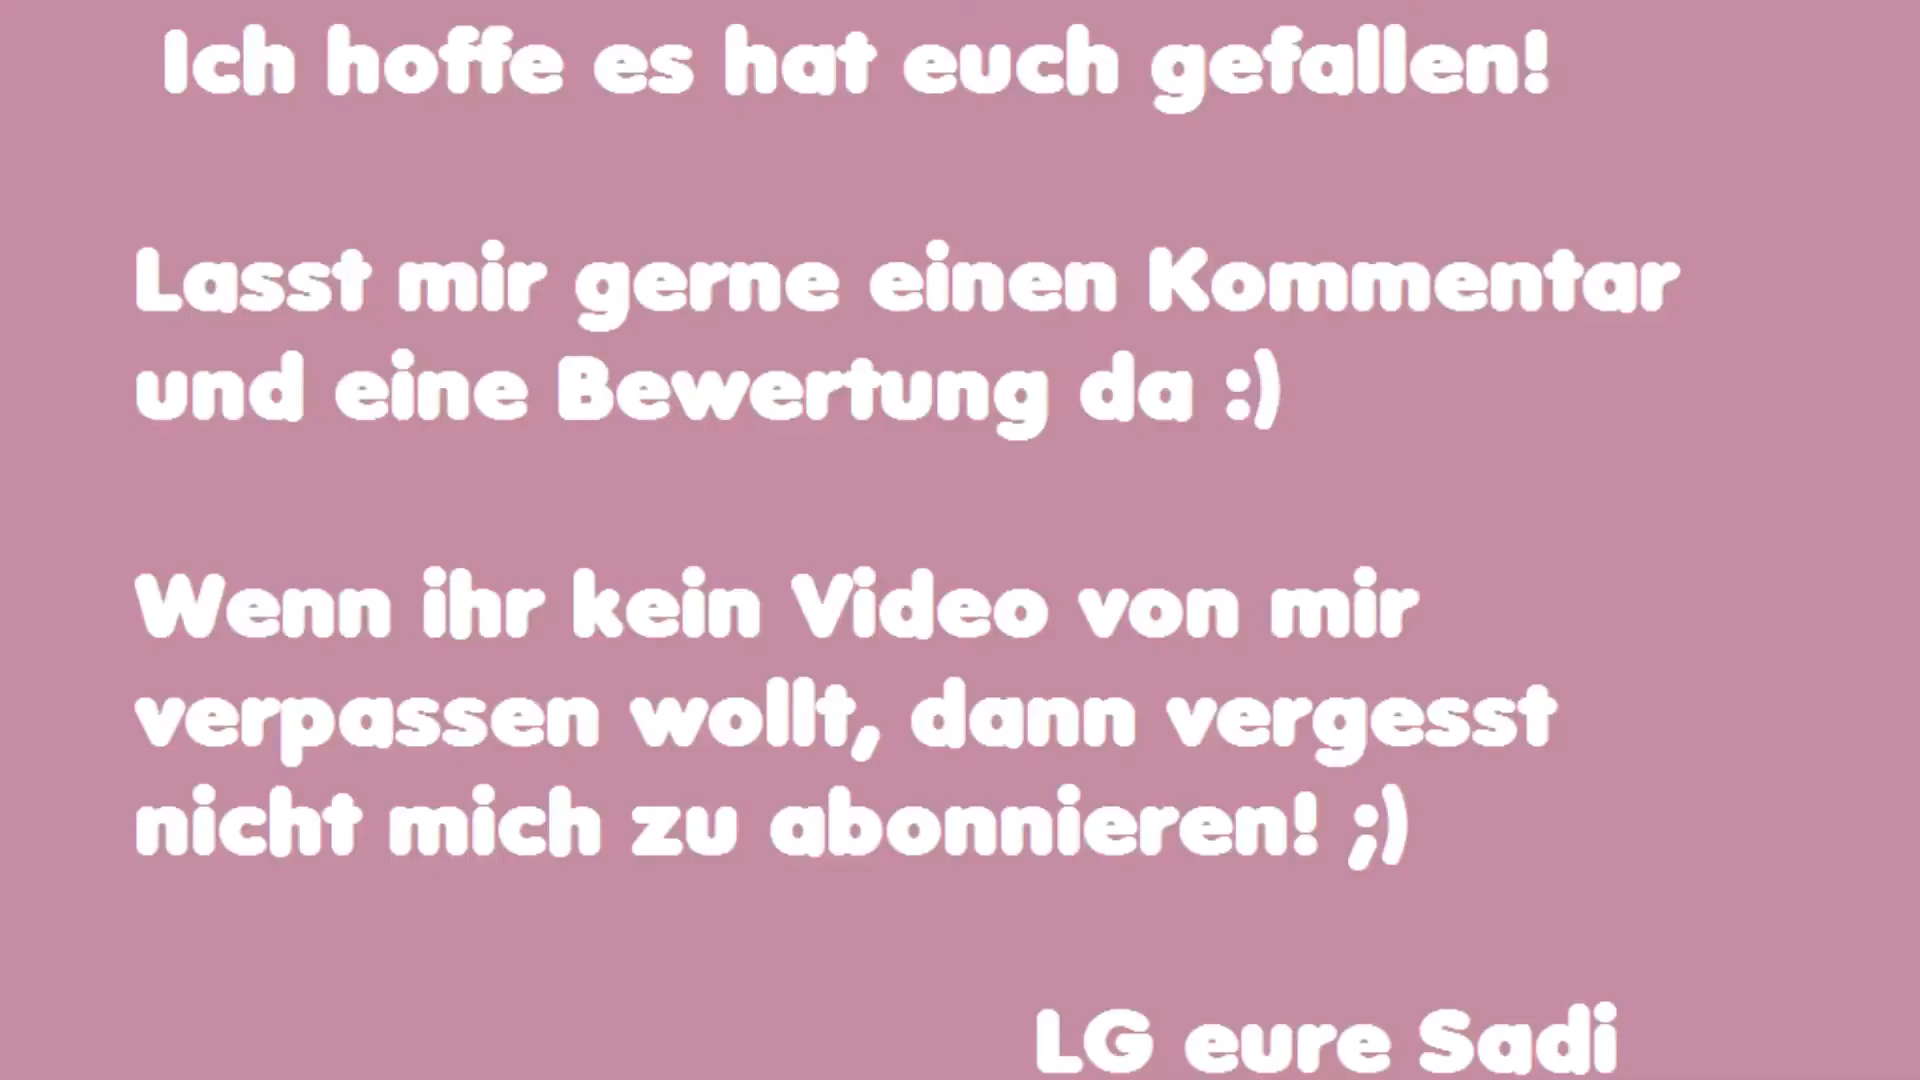 Ich hoffe es hat euch gefallen!
Lasst mir gerne einen Kommentar
und eine Bewertung da :)
Wenn ihr kein Video von mir
verpassen wollt, dann vergesst
nicht mich zu abonnieren! ;)
LG eure Sadi